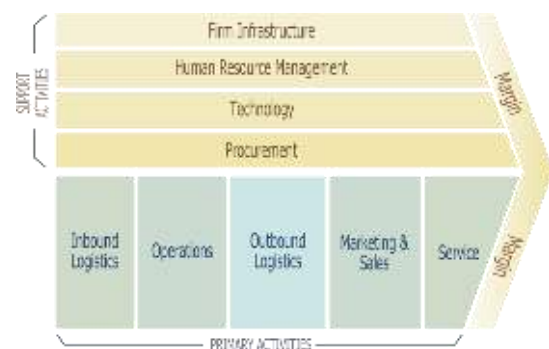 Firm Infrastructure
Human Resource Management
Technology
Procurement
SUPPORT
ACTIVITIES
Margin
Inbound
Logistics
Operations
Outbound
Logistics
Marketing &
Sales
Service
Margin
PRIMARY ACTIVITIES